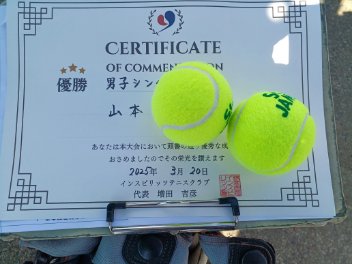 CERTIFICATE
OF COMMENDATION
優勝 男子シン
山本
あなたは本大会において頭書の
優秀な成
おさめましたのでその栄光を讃えます
2025年 3月 20日
インスピリッツテニスクラブ
代表 増田 吉彦